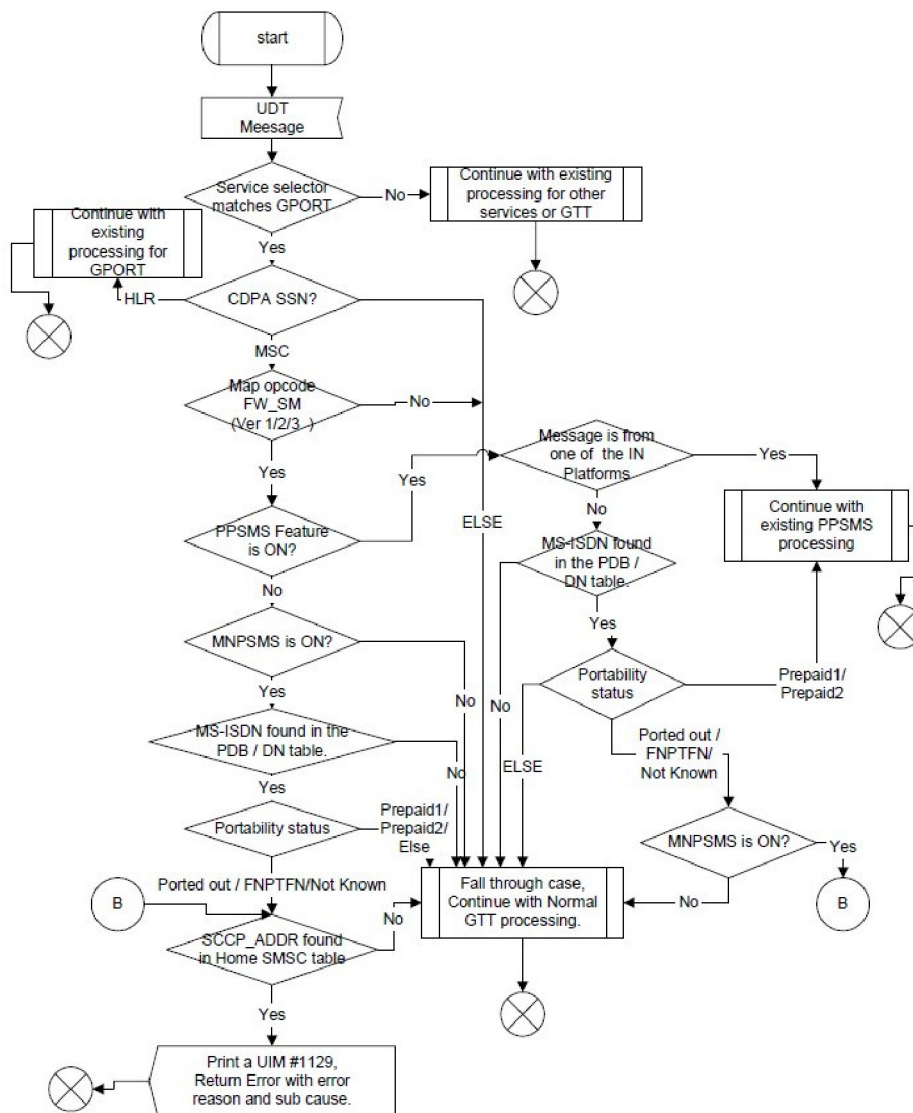 start
UDT
Meesage
Service selector
matches GPORT
No
Continue with existing
processing for other
services or GTT
Continue with
existing
processing for
GPORT
Yes
HLR
CDPA SSN?
MSC
Map opcode
FW_SM
(Ver 1/2/3 )
No
Message is from
one of the IN
Platforms
Yes
Yes
Yes
No
Continue with
existing PPSMS
processing
ELSE
PPSMS Feature
is ON?
MS-ISDN found
in the PDB /
DN table.
No
Yes
MNPSMS is ON?
Portability
status
Prepaid1/
Prepaid2
No
No
Yes
MS-ISDN found in the
PDB / DN table.
Ported out /
FNPTFN/
Not Known
ELSE
No
Yes
Prepaid1/
Prepaid2/
Else
Portability status
MNPSMS is ON?
Yes
Ported out / FNPTFN/Not Known
Fall through case,
Continue with Normal
GTT processing.
No
B
B
No
SCCP_ADDR found
in Home SMSC table
Yes
Print a UIM #1129,
Return Error with error
reason and sub cause.